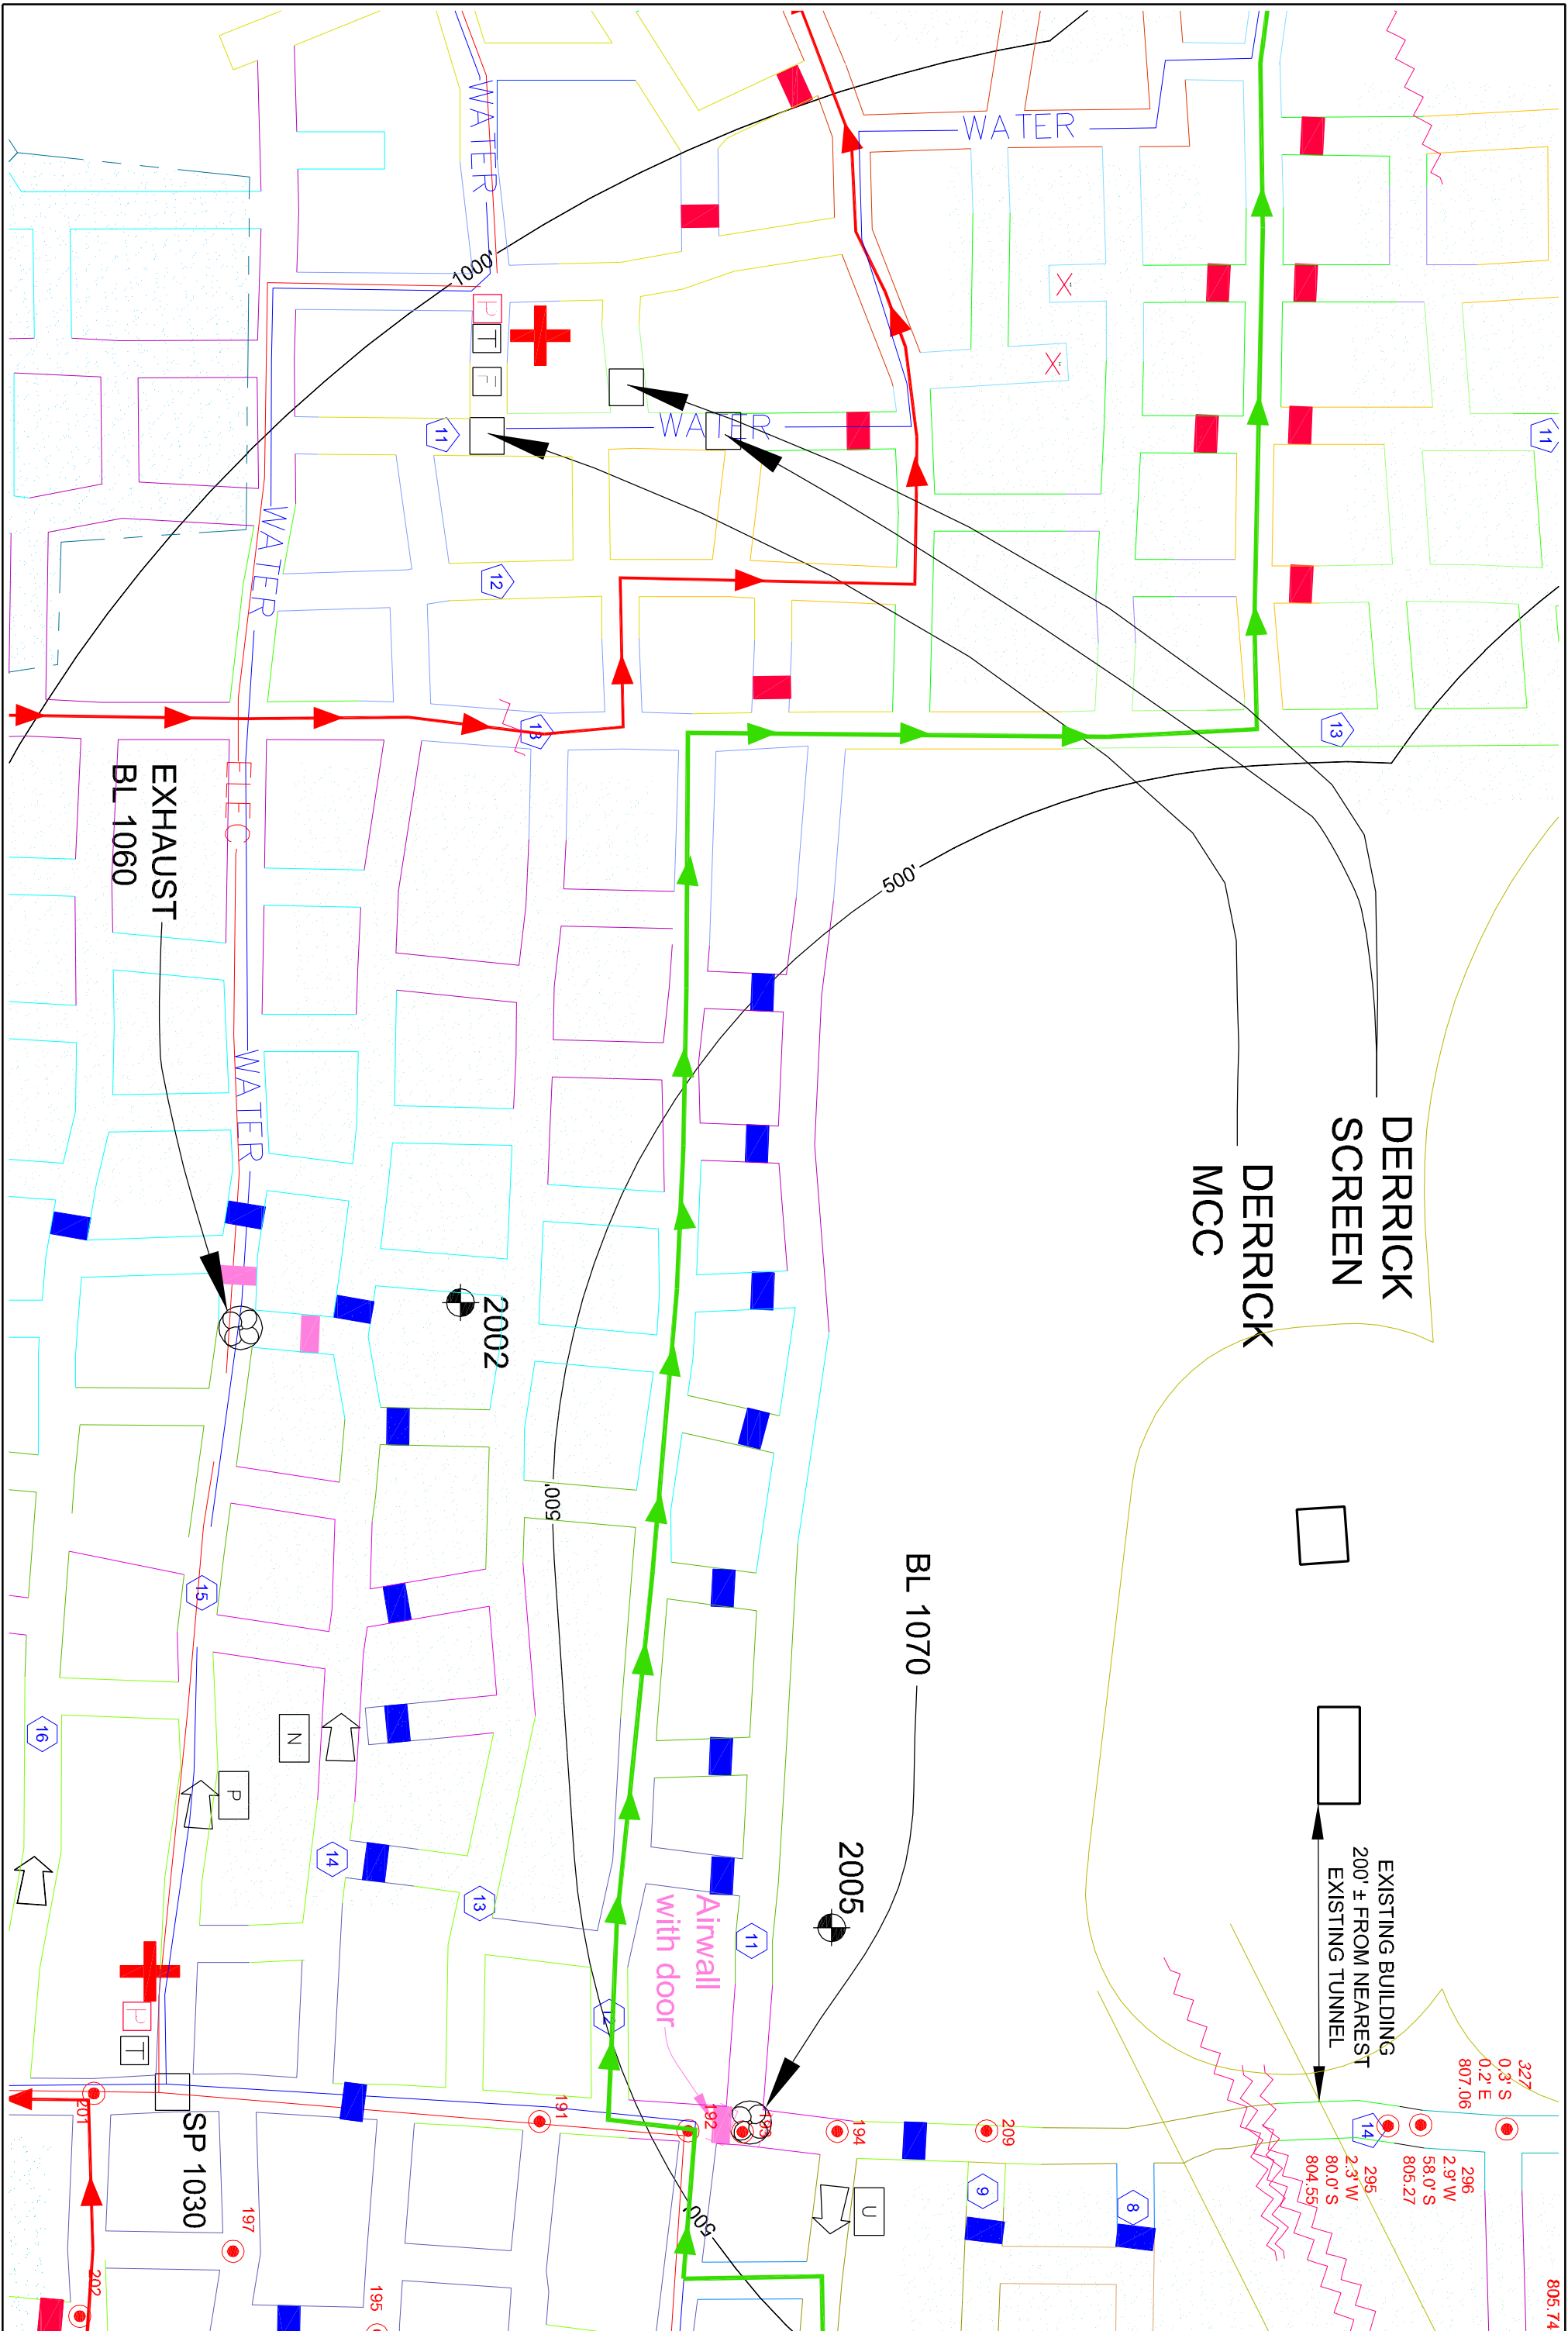 WATER
WATER
1000'
P
T
F
11
WATER
11
WATER
12
13
13
ELEC
EXHAUST
BL 1060
500'
DERRICK
SCREEN
DERRICK
MCC
WATER
2002
500'
BL 1070
15
16
N
P
14
13
2005
11
Airwall
with door
12
EXISTING BUILDING
200' ± FROM NEAREST
EXISTING TUNNEL
P
T
SP 1030
201
191
192
193
194
209
14
327
0.3' S
0.2' E
807.06
296
2.9' W
58.0' S
805.27
295
2.3' W
80.0' S
804.55
U
9
8
500'
197
202
195
805.74